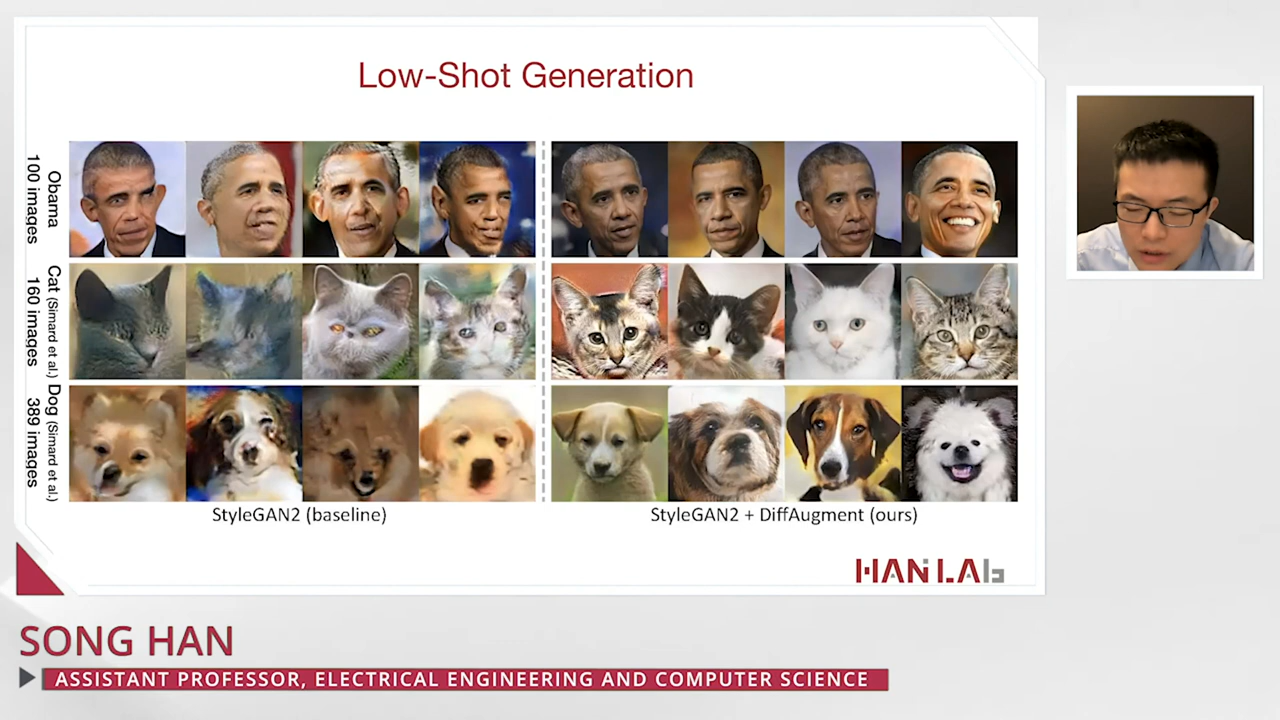 Low-Shot Generation
Obama
100 images
Cat (Simard et al.)
160 images
Dog (Simard et al.)
389 images
StyleGAN2 (baseline)
StyleGAN2 + DiffAugment (ours)
HAN LAb
SONG HAN
ASSISTANT PROFESSOR, ELECTRICAL ENGINEERING AND COMPUTER SCIENCE